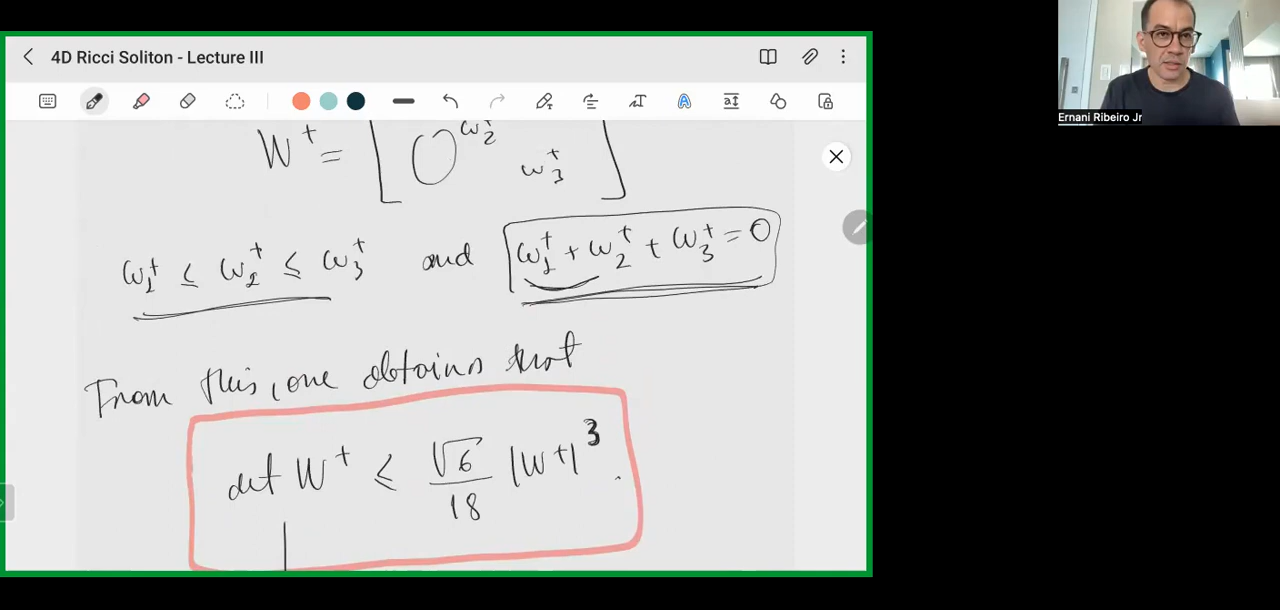 4D Ricci Soliton - Lecture III
Ernani Ribeiro Jr
W⁺ = [ 0 ω₂⁺ ω₃⁺ ]
ω₁⁺ ≤ ω₂⁺ ≤ ω₃⁺ and ω₁⁺ + ω₂⁺ + ω₃⁺ = 0
From this, one obtains that
det W⁺ ≤ √6/18 |W⁺|³.